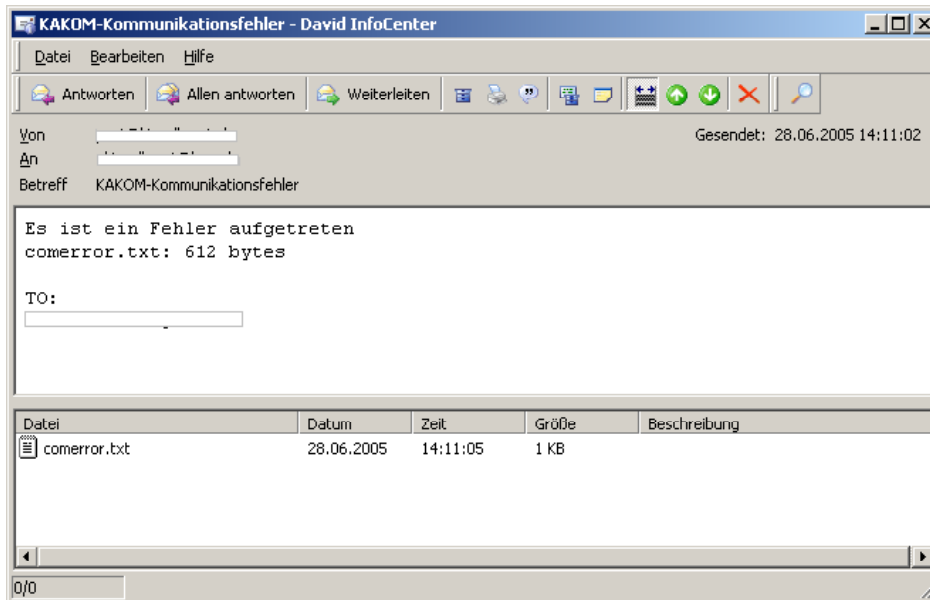 KAKOM-Kommunikationsfehler - David InfoCenter
Datei Bearbeiten Hilfe
Antworten Allen antworten Weiterleiten
Von Gesendet: 28.06.2005 14:11:02
An
Betreff KAKOM-Kommunikationsfehler
Es ist ein Fehler aufgetreten
comerror.txt: 612 bytes
TO:
Datei Datum Zeit Größe Beschreibung
comerror.txt 28.06.2005 14:11:05 1 KB
0/0